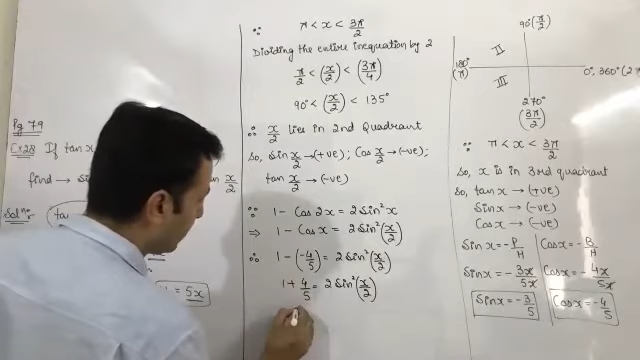 Pg 79
Ex 28 If tan x
find → si
tan x/2
Sol^n:-
(tan
= 5x
∵ π < x < 3π/2
Dividing the entire inequation by 2
π/2 < (x/2) < (3π/4)
90° < (x/2) < 135°
∴ x/2 lies in 2nd Quadrant
So, Sin x/2 → (+ve); Cos x/2 → (-ve);
tan x/2 → (-ve)
∵ 1 - Cos 2x = 2 Sin² x
⇒ 1 - Cos x = 2 Sin² (x/2)
∴ 1 - (-4/5) = 2 Sin² (x/2)
1 + 4/5 = 2 Sin² (x/2)
90° (π/2)
II
180° (π)
0°, 360° (2π
III
270° (3π/2)
∵ π < x < 3π/2
So, x is in 3rd quadrant
So, tan x → (+ve)
Sin x → (-ve)
Cos x → (-ve)
Sin x = -P/H
Cos x = -B/H
Sin x = -3x/5x
Cos x = -4x/5x
Sin x = -3/5
Cos x = -4/5